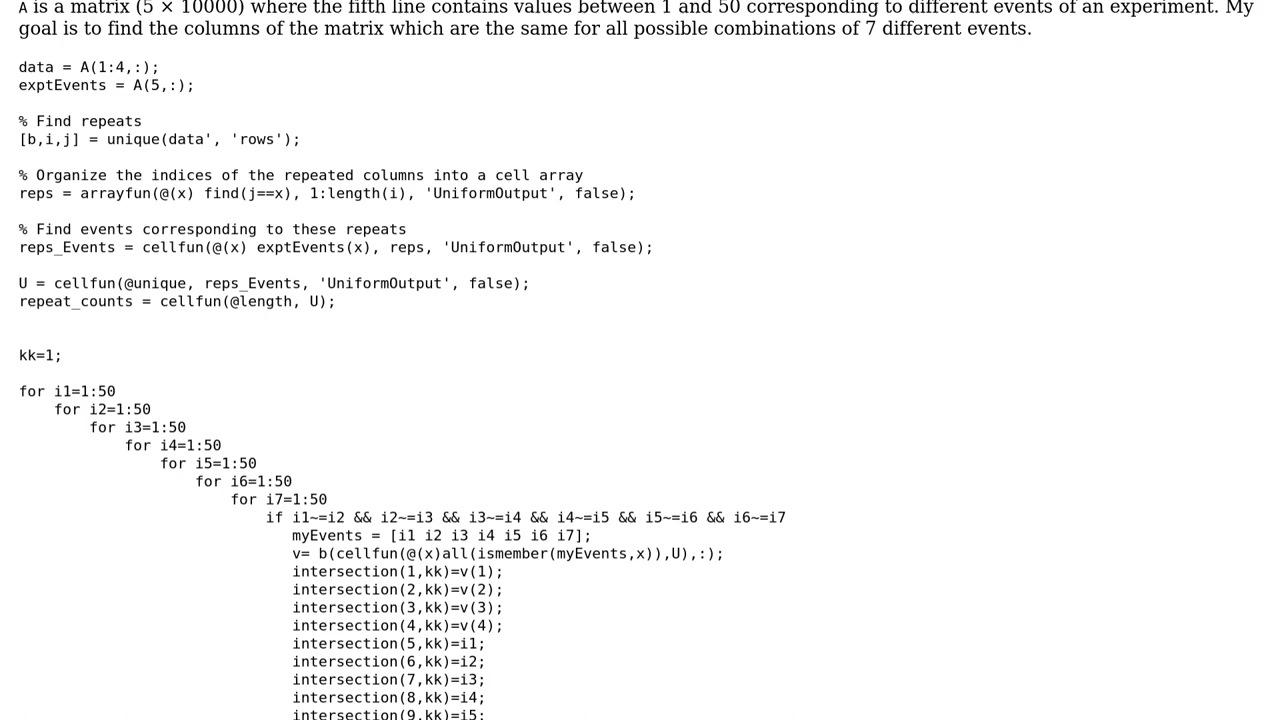 A is a matrix (5 × 10000) where the fifth line contains values between 1 and 50 corresponding to different events of an experiment. My
goal is to find the columns of the matrix which are the same for all possible combinations of 7 different events.
data = A(1:4,:);
exptEvents = A(5,:);
% Find repeats
[b,i,j] = unique(data', 'rows');
% Organize the indices of the repeated columns into a cell array
reps = arrayfun(@(x) find(j==x), 1:length(i), 'UniformOutput', false);
% Find events corresponding to these repeats
reps_Events = cellfun(@(x) exptEvents(x), reps, 'UniformOutput', false);
U = cellfun(@unique, reps_Events, 'UniformOutput', false);
repeat_counts = cellfun(@length, U);
kk=1;
for i1=1:50
    for i2=1:50
        for i3=1:50
            for i4=1:50
                for i5=1:50
                    for i6=1:50
                        for i7=1:50
                            if i1~=i2 && i2~=i3 && i3~=i4 && i4~=i5 && i5~=i6 && i6~=i7
                               myEvents = [i1 i2 i3 i4 i5 i6 i7];
                               v= b(cellfun(@(x)all(ismember(myEvents,x)),U),:);
                               intersection(1,kk)=v(1);
                               intersection(2,kk)=v(2);
                               intersection(3,kk)=v(3);
                               intersection(4,kk)=v(4);
                               intersection(5,kk)=i1;
                               intersection(6,kk)=i2;
                               intersection(7,kk)=i3;
                               intersection(8,kk)=i4;
                               intersection(9,kk)=i5;